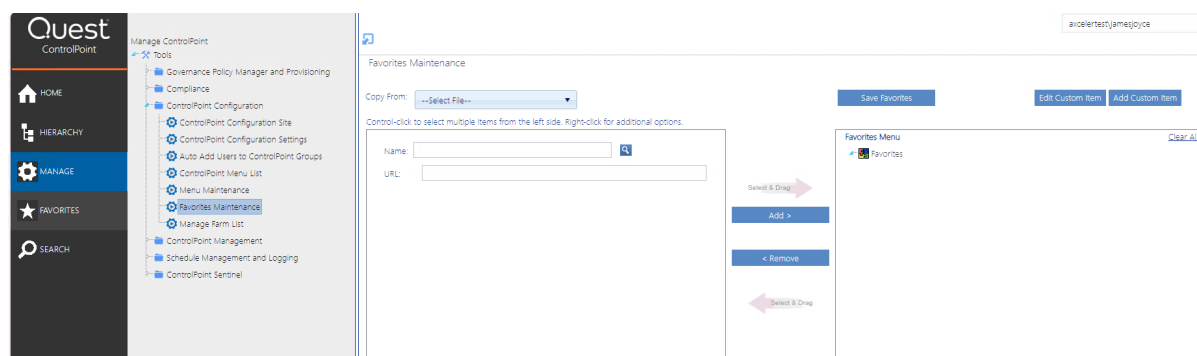 Quest
ControlPoint
HOME
HIERARCHY
MANAGE
FAVORITES
SEARCH
Manage ControlPoint
Tools
Governance Policy Manager and Provisioning
Compliance
ControlPoint Configuration
ControlPoint Configuration Site
ControlPoint Configuration Settings
Auto Add Users to ControlPoint Groups
ControlPoint Menu List
Menu Maintenance
Favorites Maintenance
Manage Farm List
ControlPoint Management
Schedule Management and Logging
ControlPoint Sentinel
axcelertest\jamesjoyce
Favorites Maintenance
Copy From: --Select File--
Save Favorites
Edit Custom Item
Add Custom Item
Control-click to select multiple items from the left side. Right-click for additional options.
Name:
URL:
Select & Drag
Add >
< Remove
Select & Drag
Favorites Menu
Clear Al
Favorites